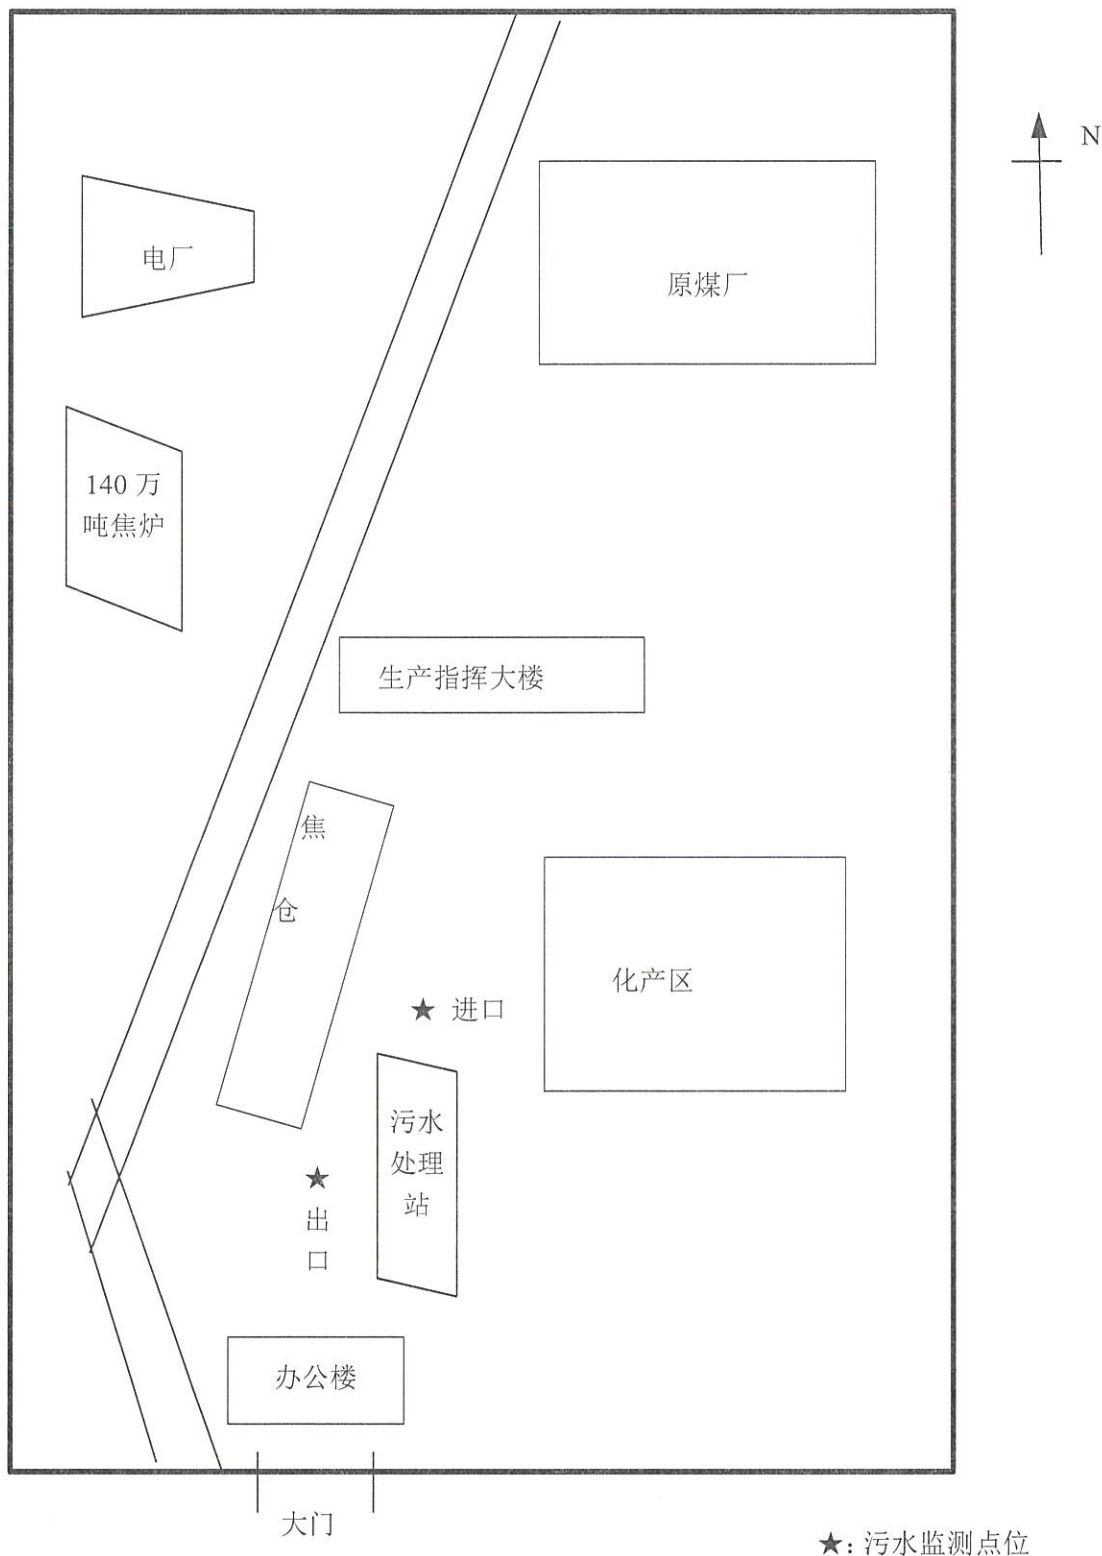 N
电厂
原煤厂
140 万
吨焦炉
生产指挥大楼
焦
仓
化产区
★ 进口
污水
处理
站
★
出
口
办公楼
大门
★: 污水监测点位